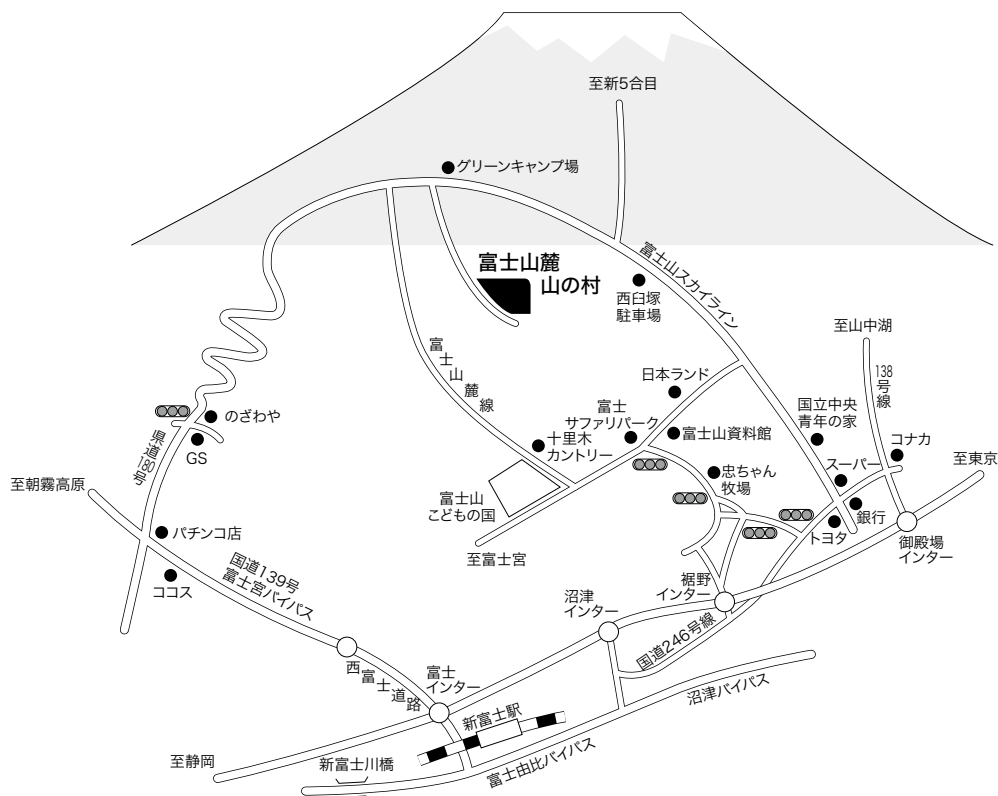 至新5合目
グリーンキャンプ場
富士山麓
山の村
富士山スカイライン
西臼塚
駐車場
至山中湖
138号線
富士山麓線
日本ランド
富士
サファリパーク
富士山資料館
国立中央
青年の家
コナカ
スーパー
至東京
のざわや
GS
県道180号
十里木
カントリー
忠ちゃん
牧場
至朝霧高原
富士山
こどもの国
銀行
トヨタ
パチンコ店
御殿場
インター
至富士宮
ココス
国道139号
富士宮バイパス
裾野
インター
沼津
インター
国道246号線
西富士道路
富士
インター
沼津バイパス
新富士駅
至静岡
新富士川橋
富士由比バイパス